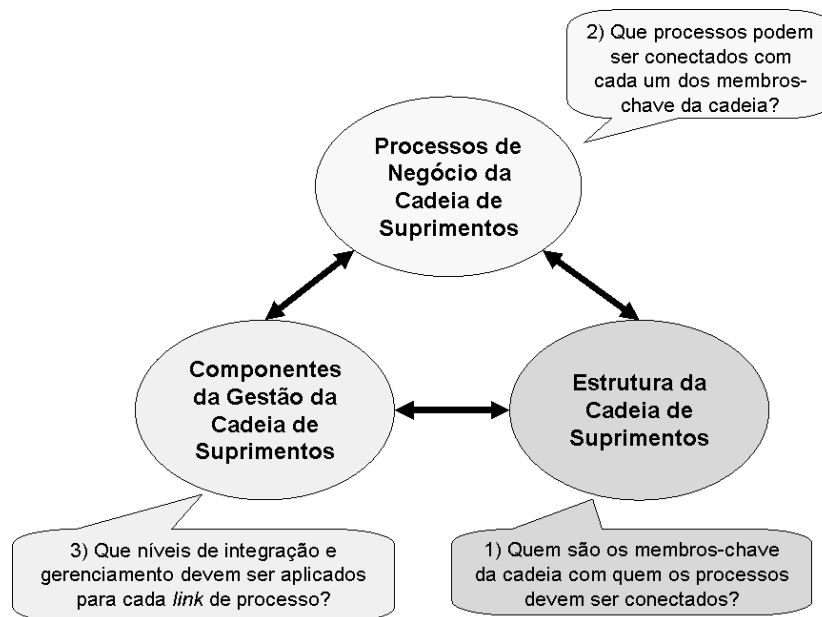 2) Que processos podem
ser conectados com
cada um dos membros-
chave da cadeia?
Processos de
Negócio da
Cadeia de
Suprimentos
Componentes
da Gestão da
Cadeia de
Suprimentos
Estrutura da
Cadeia de
Suprimentos
3) Que níveis de integração e
gerenciamento devem ser aplicados
para cada link de processo?
1) Quem são os membros-chave
da cadeia com quem os processos
devem ser conectados?